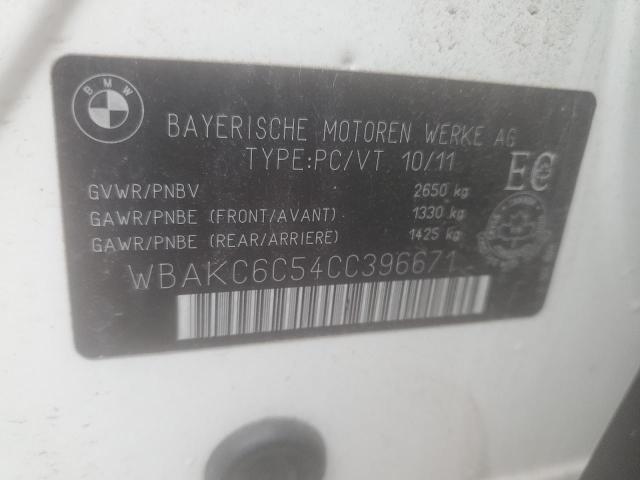 BMW
BAYERISCHE MOTOREN WERKE AG
TYPE:PC/VT 10/11
EC
GVWR/PNBV 2650 kg
GAWR/PNBE (FRONT/AVANT) 1330 kg
GAWR/PNBE (REAR/ARRIERE) 1425 kg
WBAKC6C54CC396671